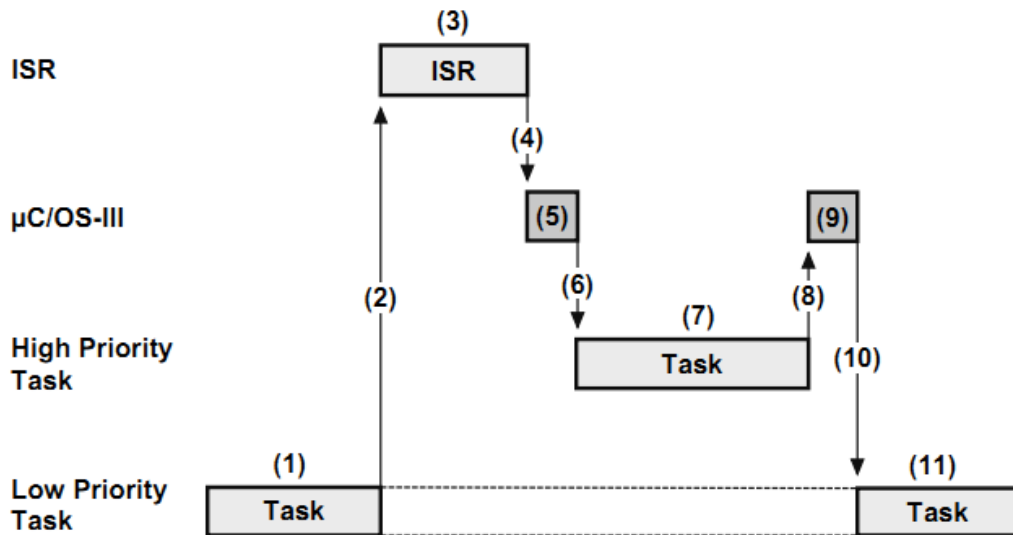 (3)
ISR
ISR
(4)
µC/OS-III
(5)
(9)
(2)
(6)
(8)
(7)
High Priority
Task
Task
(10)
(1)
(11)
Low Priority
Task
Task
Task